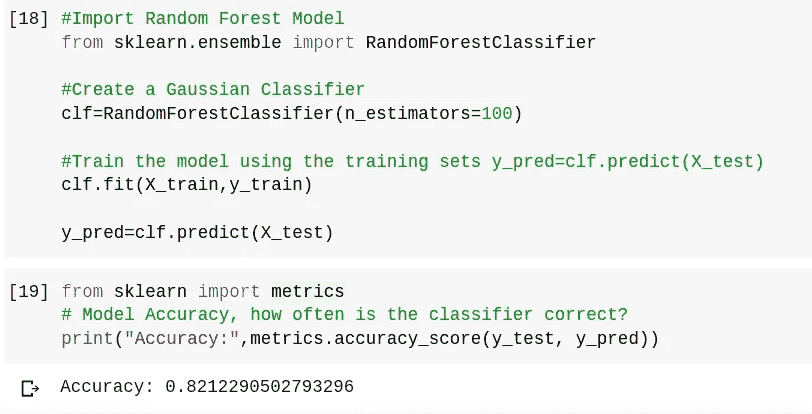 [18] #Import Random Forest Model
from sklearn.ensemble import RandomForestClassifier
#Create a Gaussian Classifier
clf=RandomForestClassifier(n_estimators=100)
#Train the model using the training sets y_pred=clf.predict(X_test)
clf.fit(X_train,y_train)
y_pred=clf.predict(X_test)
[19] from sklearn import metrics
# Model Accuracy, how often is the classifier correct?
print("Accuracy:",metrics.accuracy_score(y_test, y_pred))
Accuracy: 0.8212290502793296